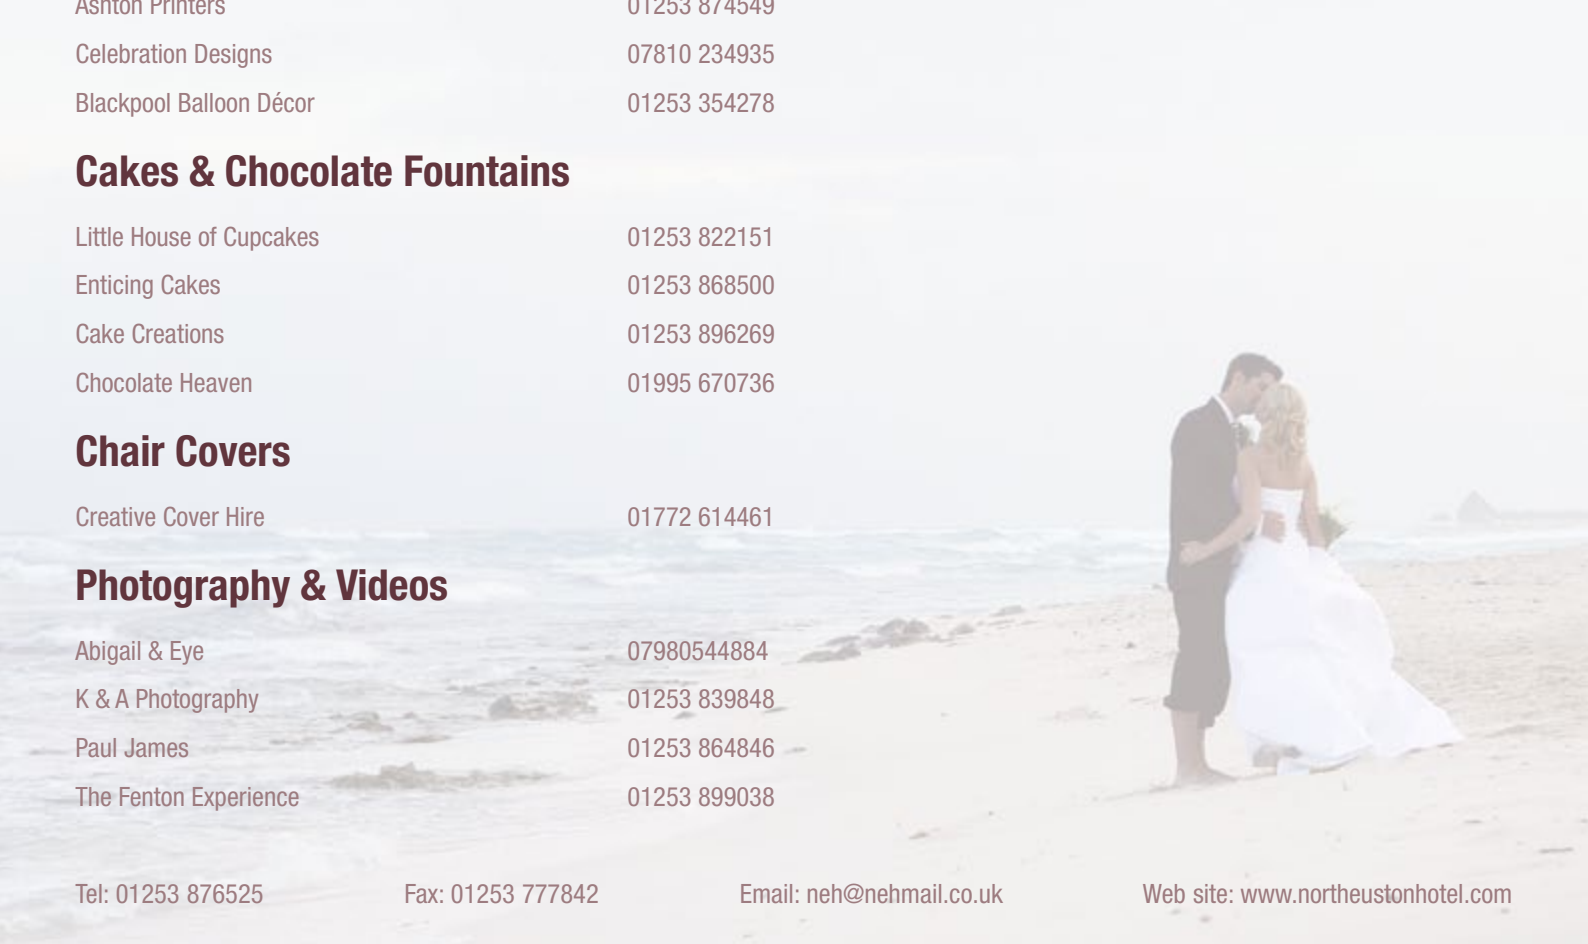 Ashton Printers 01253 874549
Celebration Designs 07810 234935
Blackpool Balloon Décor 01253 354278
Cakes & Chocolate Fountains
Little House of Cupcakes 01253 822151
Enticing Cakes 01253 868500
Cake Creations 01253 896269
Chocolate Heaven 01995 670736
Chair Covers
Creative Cover Hire 01772 614461
Photography & Videos
Abigail & Eye 07980544884
K & A Photography 01253 839848
Paul James 01253 864846
The Fenton Experience 01253 899038
Tel: 01253 876525 Fax: 01253 777842 Email: neh@nehmail.co.uk Web site: www.northeustonhotel.com